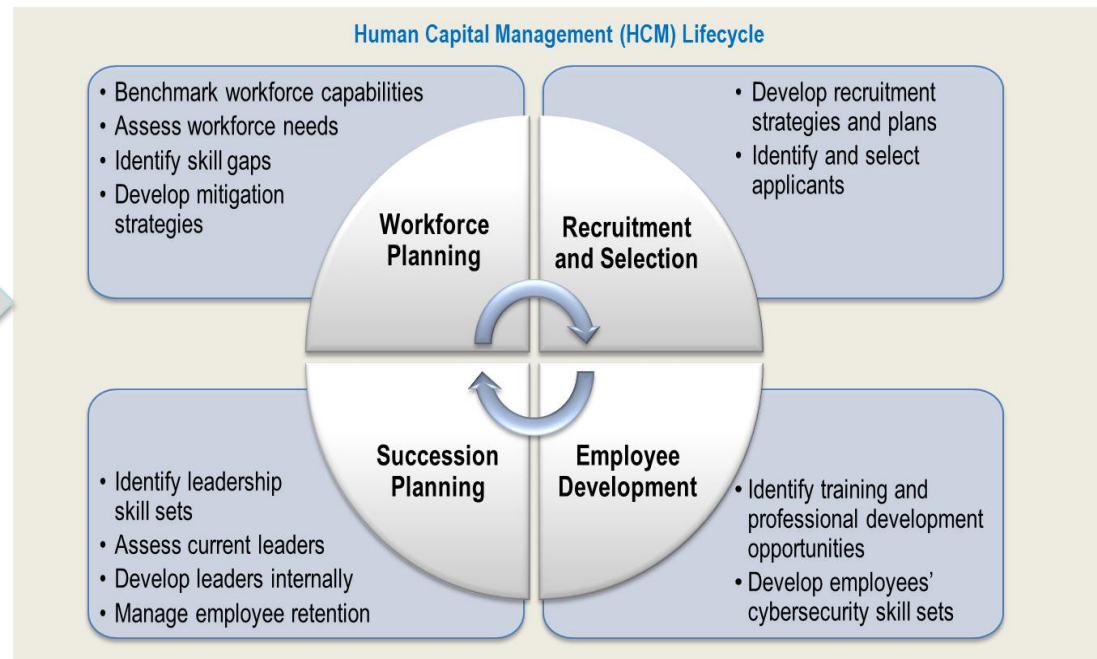 Human Capital Management (HCM) Lifecycle
• Benchmark workforce capabilities
• Assess workforce needs
• Identify skill gaps
• Develop mitigation
strategies
• Develop recruitment
strategies and plans
• Identify and select
applicants
Workforce
Planning
Recruitment
and Selection
Succession
Planning
Employee
Development
• Identify leadership
skill sets
• Assess current leaders
• Develop leaders internally
• Manage employee retention
• Identify training and
professional development
opportunities
• Develop employees’
cybersecurity skill sets